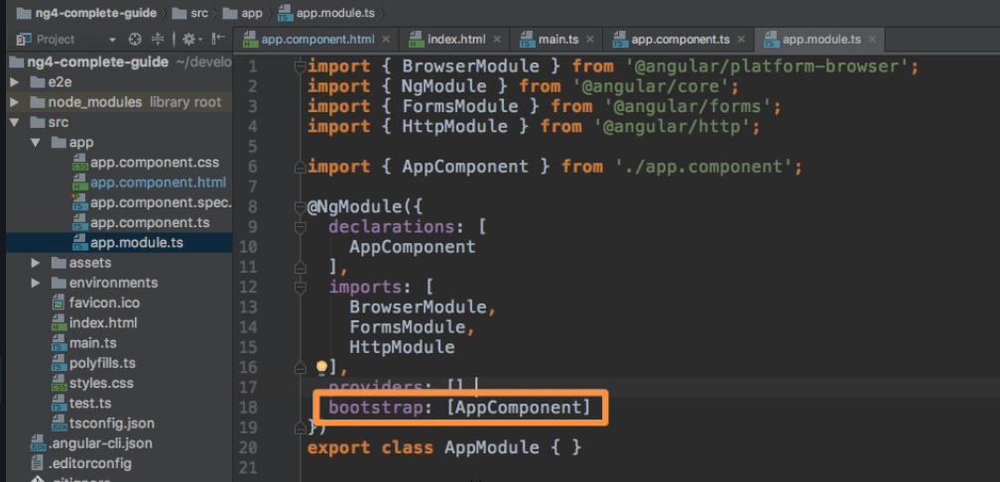 ng4-complete-guide src app app.module.ts
Project
app.component.html index.html main.ts app.component.ts app.module.ts
ng4-complete-guide ~/develo
e2e
node_modules library root
src
app
app.component.css
app.component.html
app.component.spec.
app.component.ts
app.module.ts
assets
environments
favicon.ico
index.html
main.ts
polyfills.ts
styles.css
test.ts
tsconfig.json
.angular-cli.json
.editorconfig
.gitignore
1 import { BrowserModule } from '@angular/platform-browser';
2 import { NgModule } from '@angular/core';
3 import { FormsModule } from '@angular/forms';
4 import { HttpModule } from '@angular/http';
5
6 import { AppComponent } from './app.component';
7
8 @NgModule({
9 declarations: [
10 AppComponent
11 ],
12 imports: [
13 BrowserModule,
14 FormsModule,
15 HttpModule
16 ],
17 providers: []
18 bootstrap: [AppComponent]
19 })
20 export class AppModule { }
21